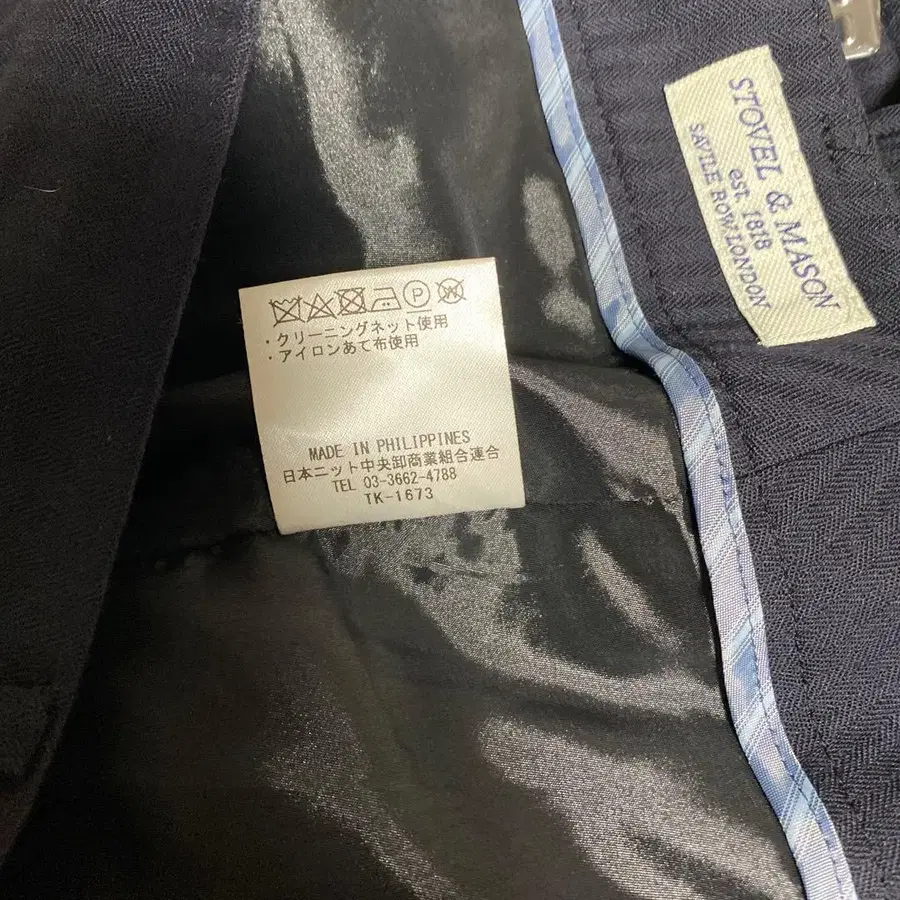 P
W
・クリーニングネット使用
・アイロンあて布使用
MADE IN PHILIPPINES
日本ニット中央卸商業組合連合
TEL 03-3662-4788
TK-1673
STOVEL & MASON
est. 1818
SAVILE ROW.LONDON